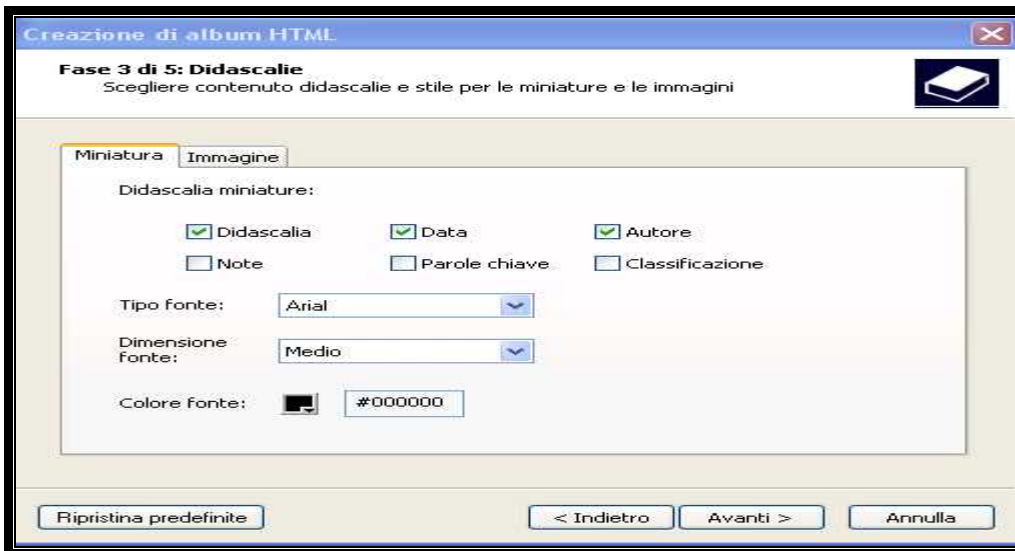 Creazione di album HTML
Fase 3 di 5: Didascalie
Scegliere contenuto didascalie e stile per le miniature e le immagini
Miniatura Immagine
Didascalia miniature:
Didascalia Data Autore
Note Parole chiave Classificazione
Tipo fonte: Arial
Dimensione
fonte: Medio
Colore fonte: #000000
Ripristina predefinite < Indietro Avanti > Annulla